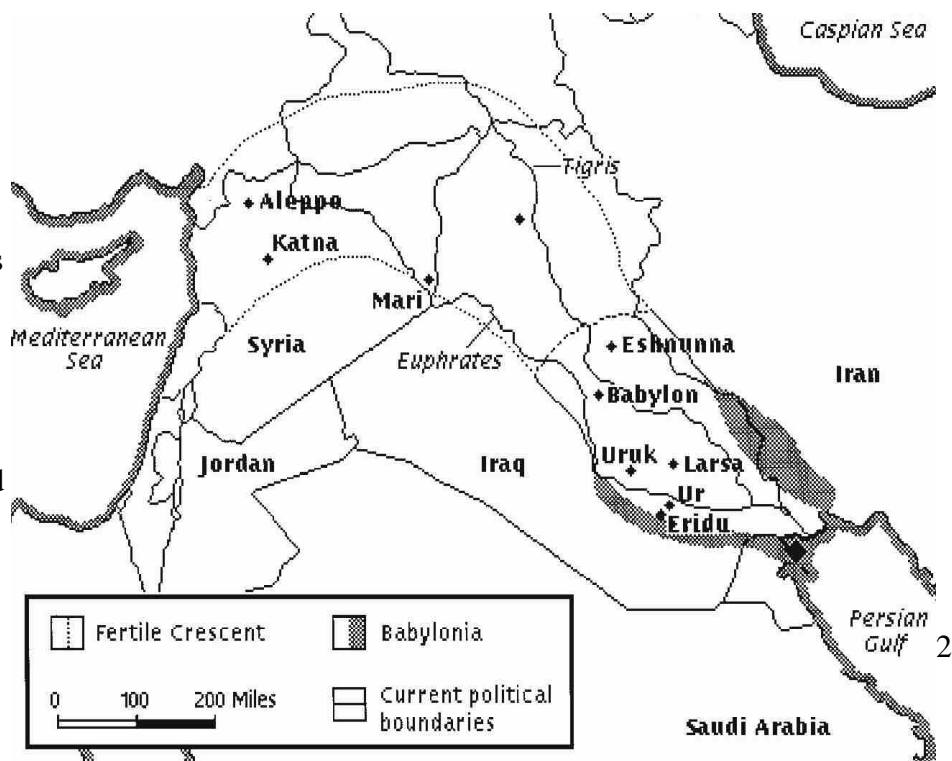 Caspian Sea
Tigris
Aleppo
Katna
s
Mari
Mediterranean
Sea
Syria
Euphrates
Eshnunna
Iran
Babylon
Jordan
Iraq
Uruk
Larsa
d
Ur
Eridu
Fertile Crescent
Babylonia
Persian
Gulf
2
0 100 200 Miles
Current political
boundaries
Saudi Arabia